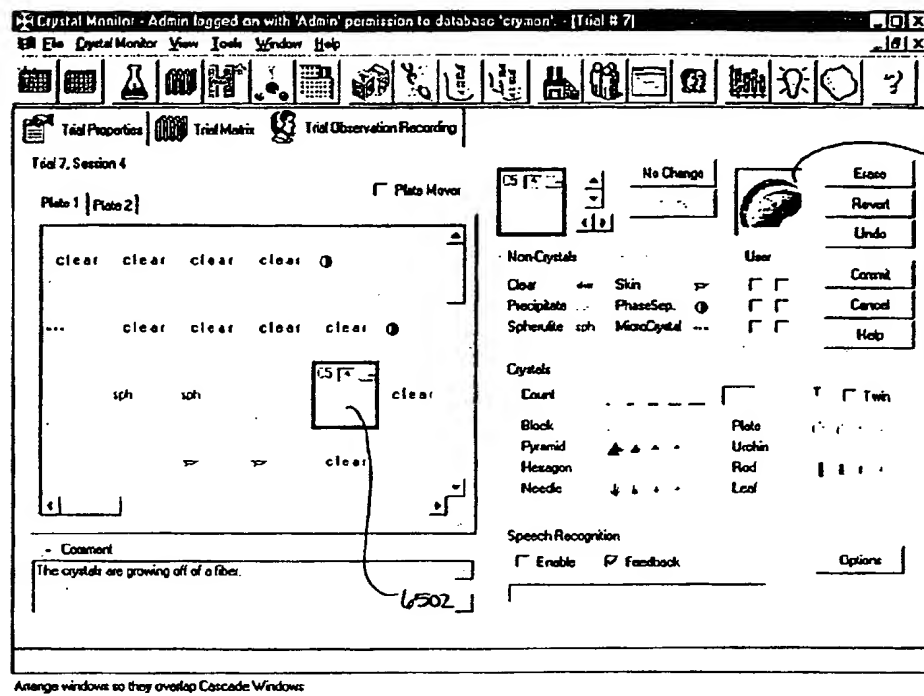 Crystal Monitor - Admin logged on with 'Admin' permission to database 'crymon'. - [Trial # 7]
File Crystal Monitor View Tools Window Help
Trial Properties Trial Matrix Trial Observation Recording
Trial 7, Session 4
Plate Mover
Plate 1 Plate 2
clear clear clear clear
--- clear clear clear clear
sph sph C5 4 clear
clear
Comment
The crystals are growing off of a fiber.
6502
C5 4 No Change Erase
Revert
Undo
Non-Crystals User
Clear clear Skin Commit
Precipitate PhaseSep. Cancel
Spherulite sph MicroCrystal --- Help
Crystals
Count T Twin
Block Plate
Pyramid Urchin
Hexagon Rod
Needle Leaf
Speech Recognition
Enable Feedback Options
Arrange windows so they overlap Cascade Windows